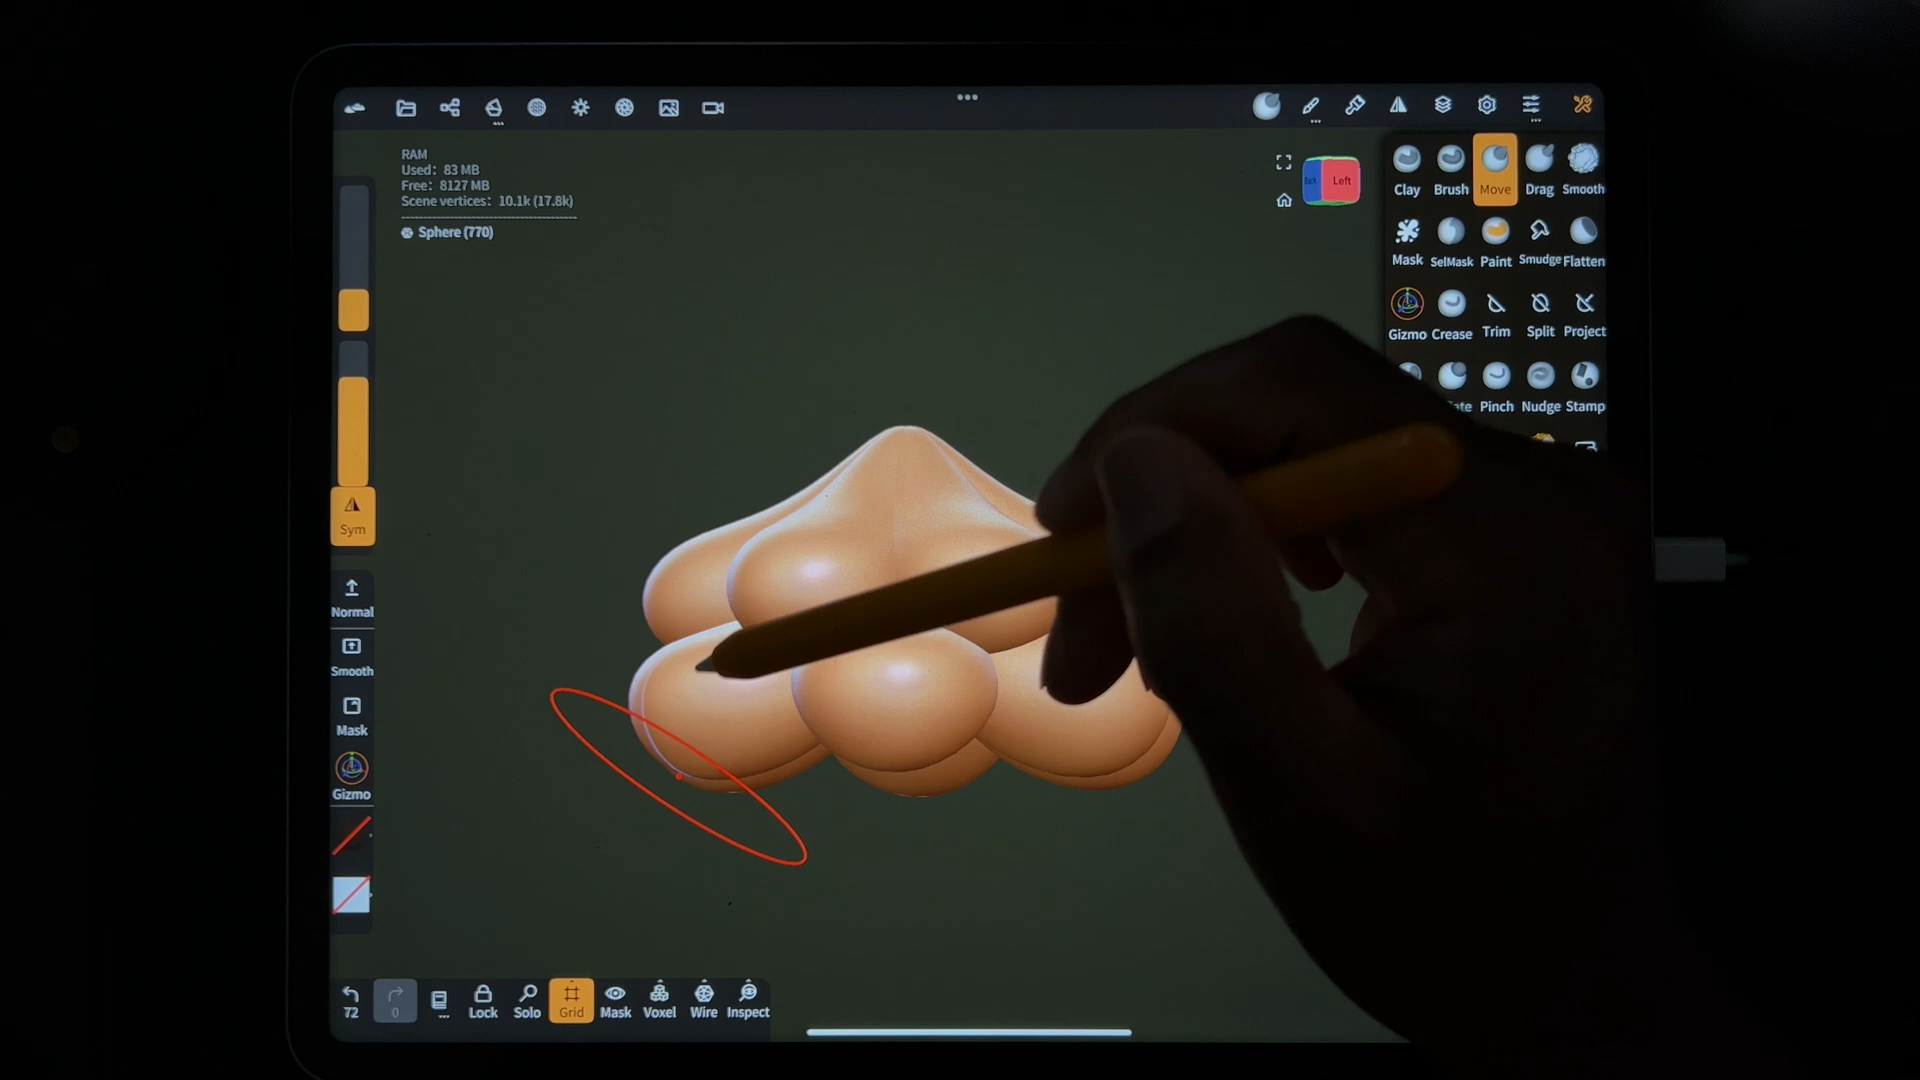 RAM
Used: 83 MB
Free: 8127 MB
Scene vertices: 10.1k (17.8k)
Sphere (770)
Back Left
Clay Brush Move Drag Smooth
Mask SelMask Paint Smudge Flatten
Gizmo Crease Trim Split Project
Pinch Nudge Stamp
Sym
Normal
Smooth
Mask
Gizmo
72 0 Lock Solo Grid Mask Voxel Wire Inspect